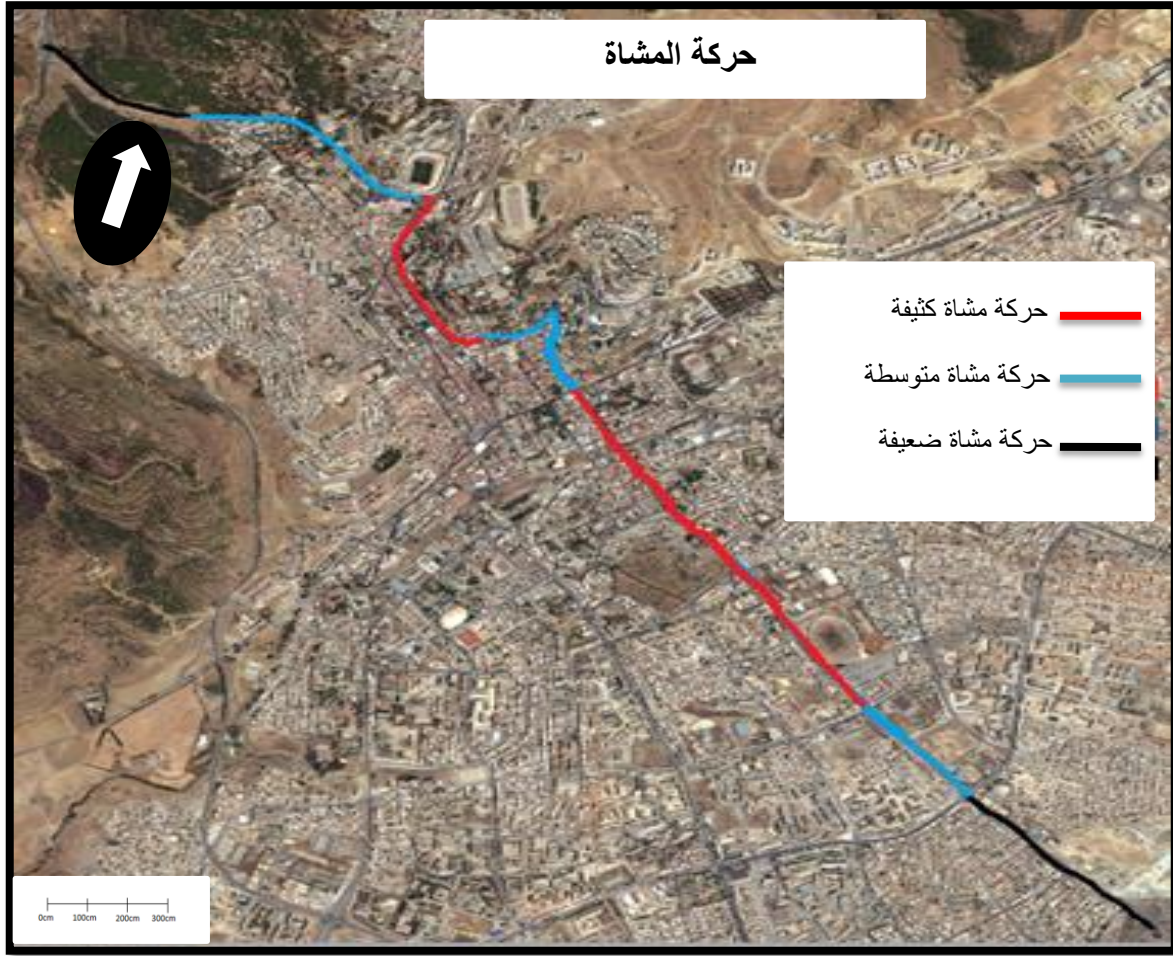 حركة المشاة
حركة مشاة كثيفة
حركة مشاة متوسطة
حركة مشاة ضعيفة
0cm 100cm 200cm 300cm